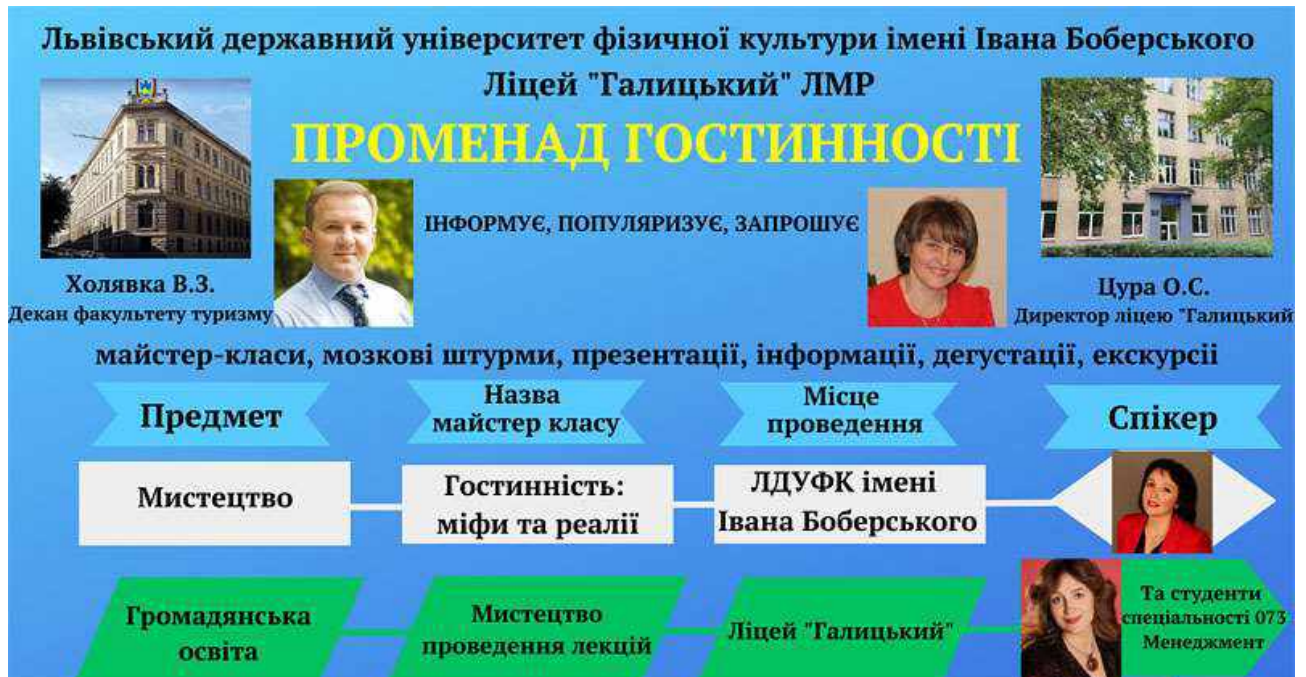 Львівський державний університет фізичної культури імені Івана Боберського
Ліцей "Галицький" ЛМР
ПРОМЕНАД ГОСТИННОСТІ
ІНФОРМУЄ, ПОПУЛЯРИЗУЄ, ЗАПРОШУЄ
Холявка В.З.
Декан факультету туризму
Цура О.С.
Директор ліцею "Галицький
майстер-класи, мозкові штурми, презентації, інформації, дегустації, екскурсіі
Предмет
Назва
майстер класу
Місце
проведення
Спікер
Мистецтво
Гостинність:
міфи та реалії
ЛДУФК імені
Івана Боберського
Громадянська
освіта
Мистецтво
проведення лекцій
Ліцей "Галицький"
Та студенти
спеціальності 073
Менеджмент